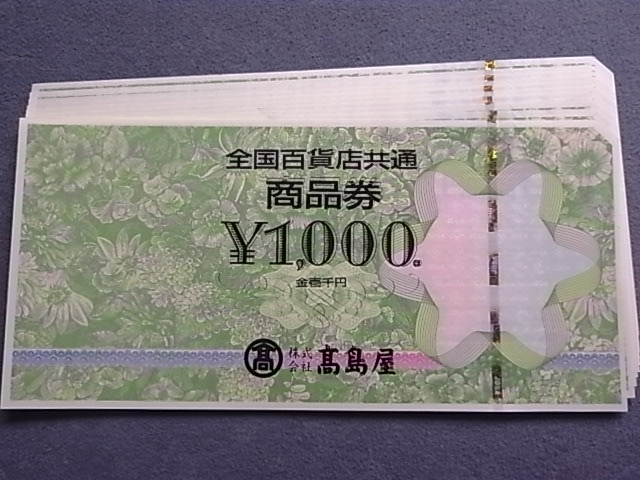 全国百貨店共通
商品券
¥1,000.
金壱千円
髙 株式会社 髙島屋